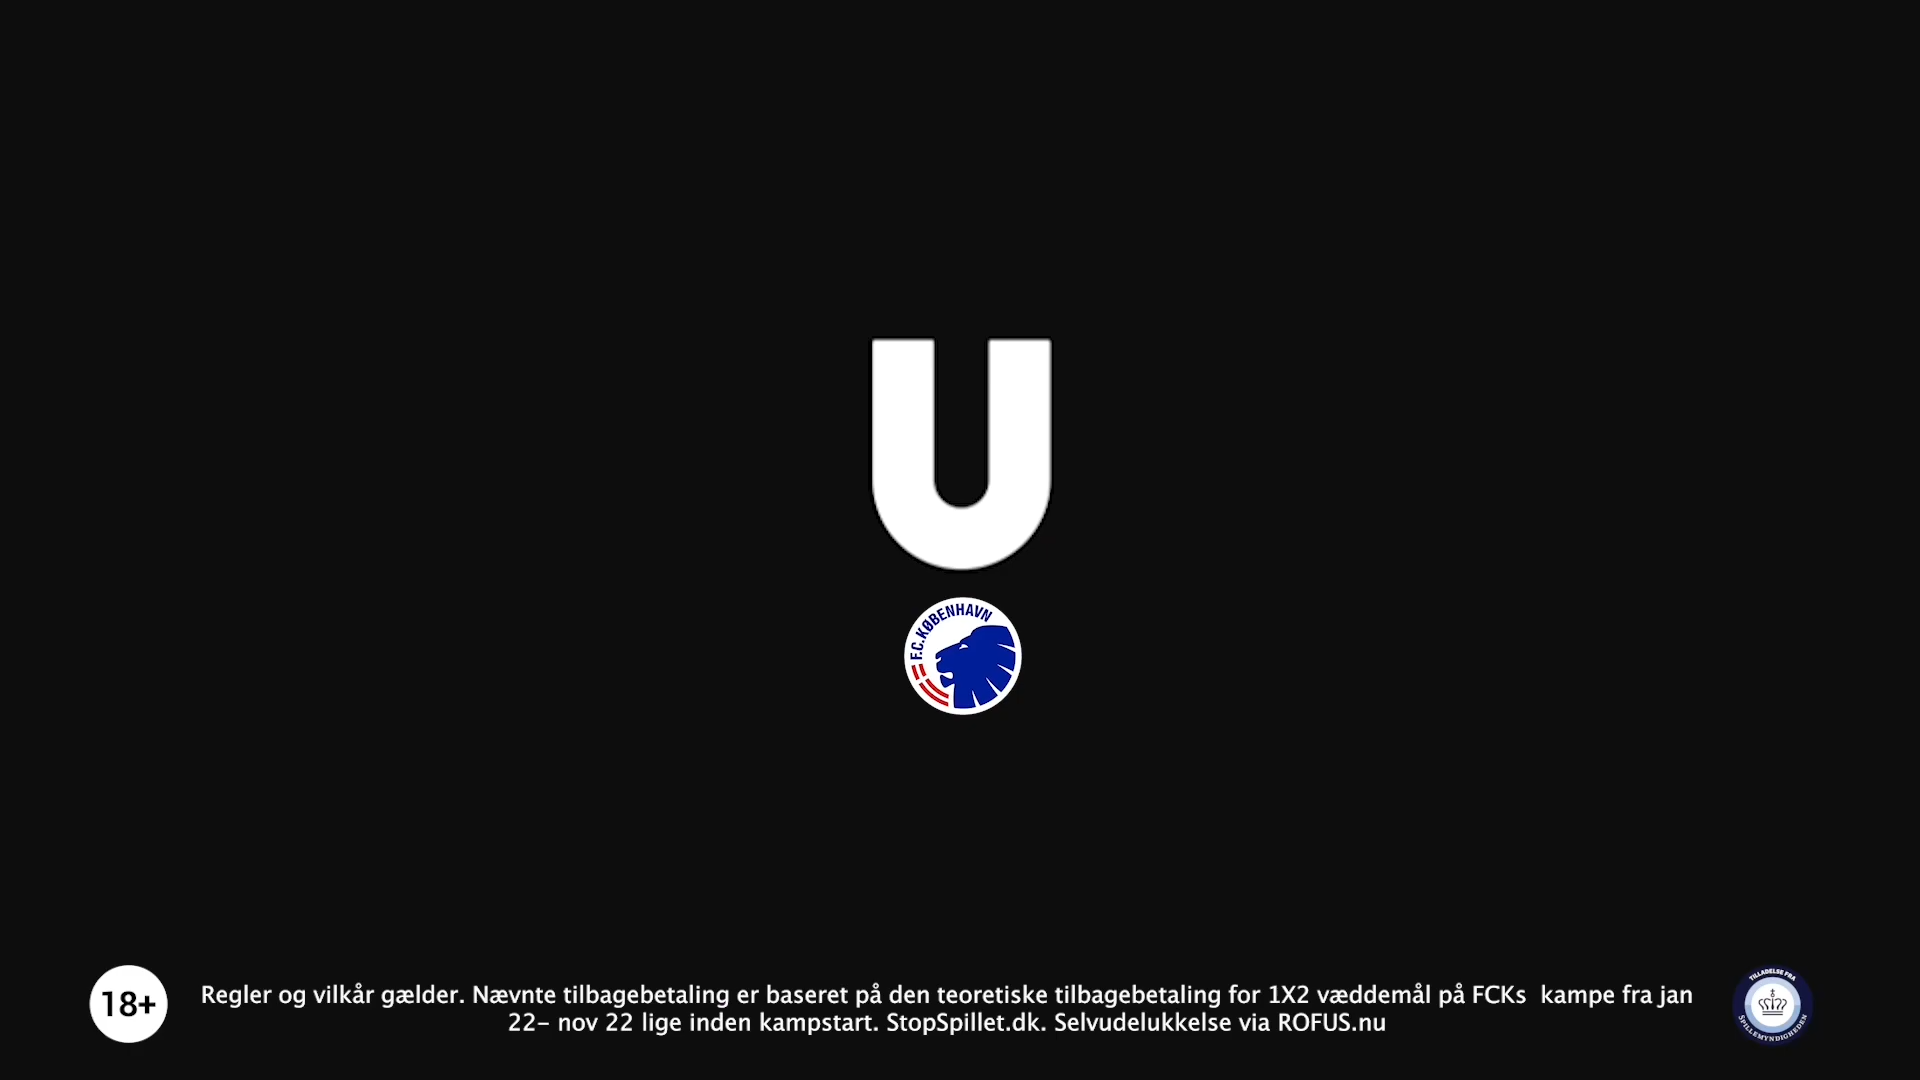 U
F.C.KØBENHAVN
18+
Regler og vilkår gælder. Nævnte tilbagebetaling er baseret på den teoretiske tilbagebetaling for 1X2 væddemål på FCKs  kampe fra jan
22– nov 22 lige inden kampstart. StopSpillet.dk. Selvudelukkelse via ROFUS.nu
TILLADELSE FRA
SPILLEMYNDIGHEDEN